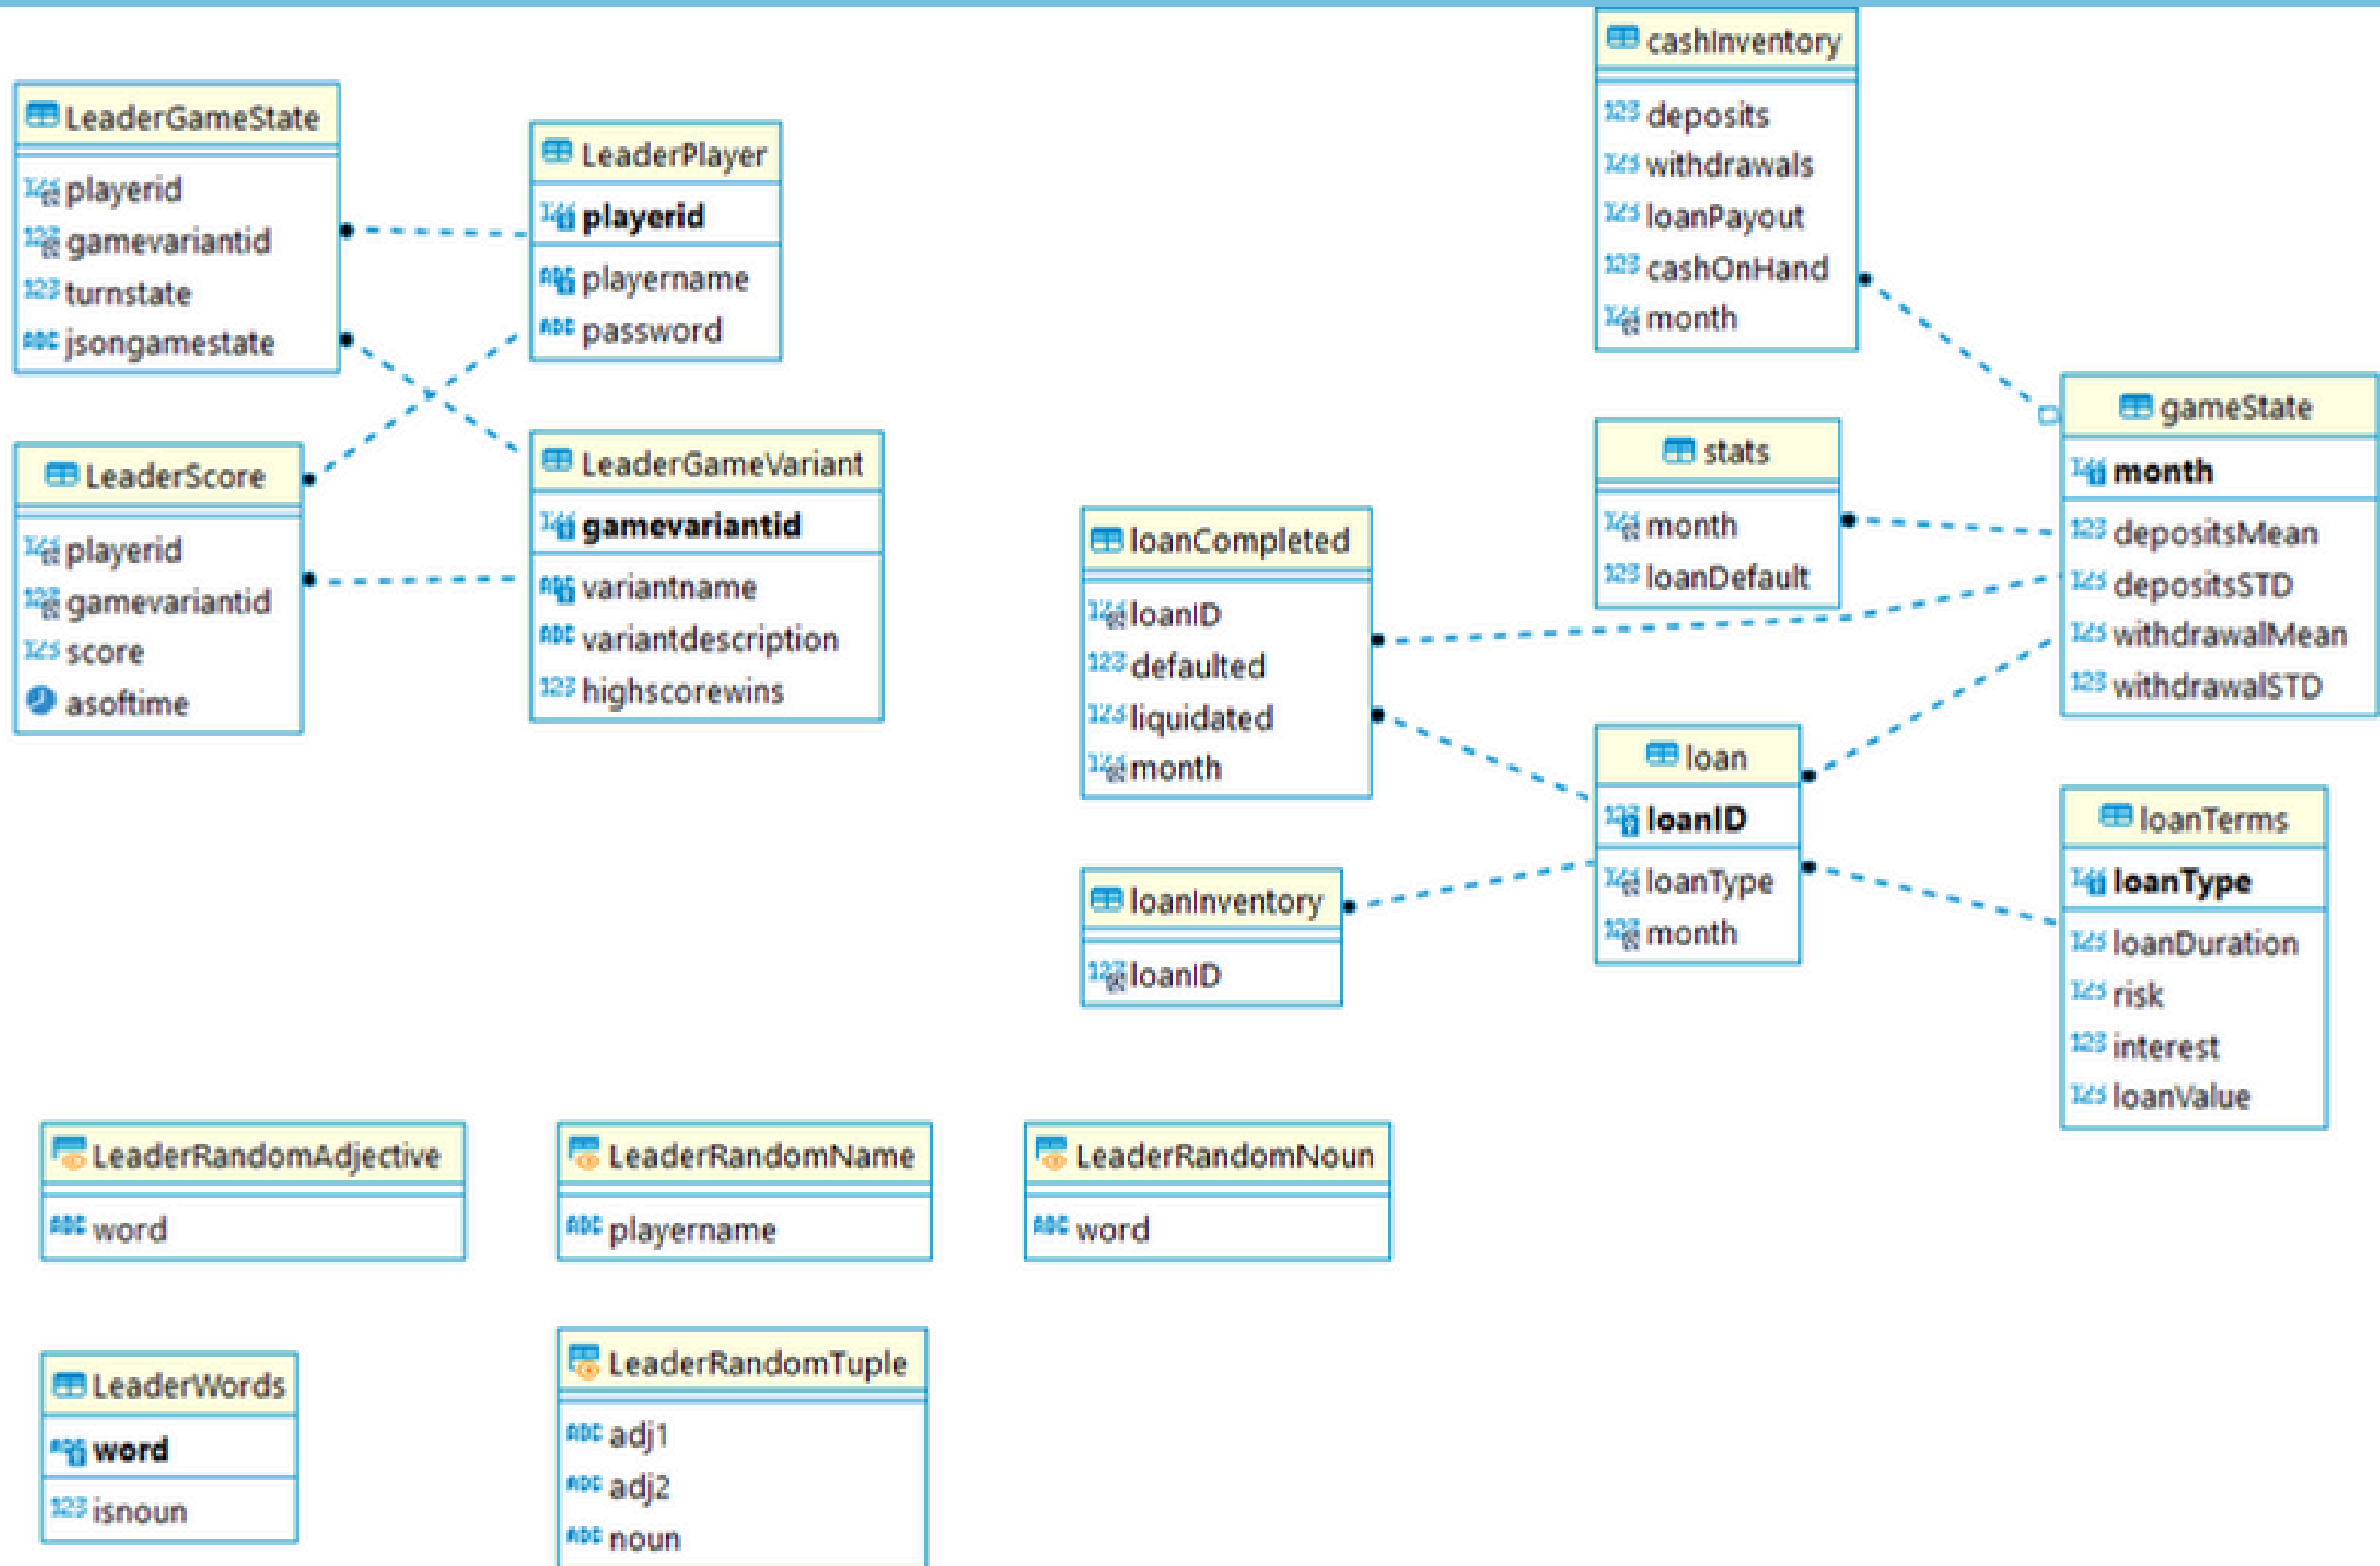 LeaderGameState
playerid
gamevariantid
turnstate
jsongamestate
LeaderPlayer
playerid
playername
password
LeaderScore
playerid
gamevariantid
score
asoftime
LeaderGameVariant
gamevariantid
variantname
variantdescription
highscorewins
cashInventory
deposits
withdrawals
loanPayout
cashOnHand
month
stats
month
loanDefault
gameState
month
depositsMean
depositsSTD
withdrawalMean
withdrawalSTD
loanCompleted
loanID
defaulted
liquidated
month
loan
loanID
loanType
month
loanInventory
loanID
loanTerms
loanType
loanDuration
risk
interest
loanValue
LeaderRandomAdjective
word
LeaderRandomName
playername
LeaderRandomNoun
word
LeaderWords
word
isnoun
LeaderRandomTuple
adj1
adj2
noun